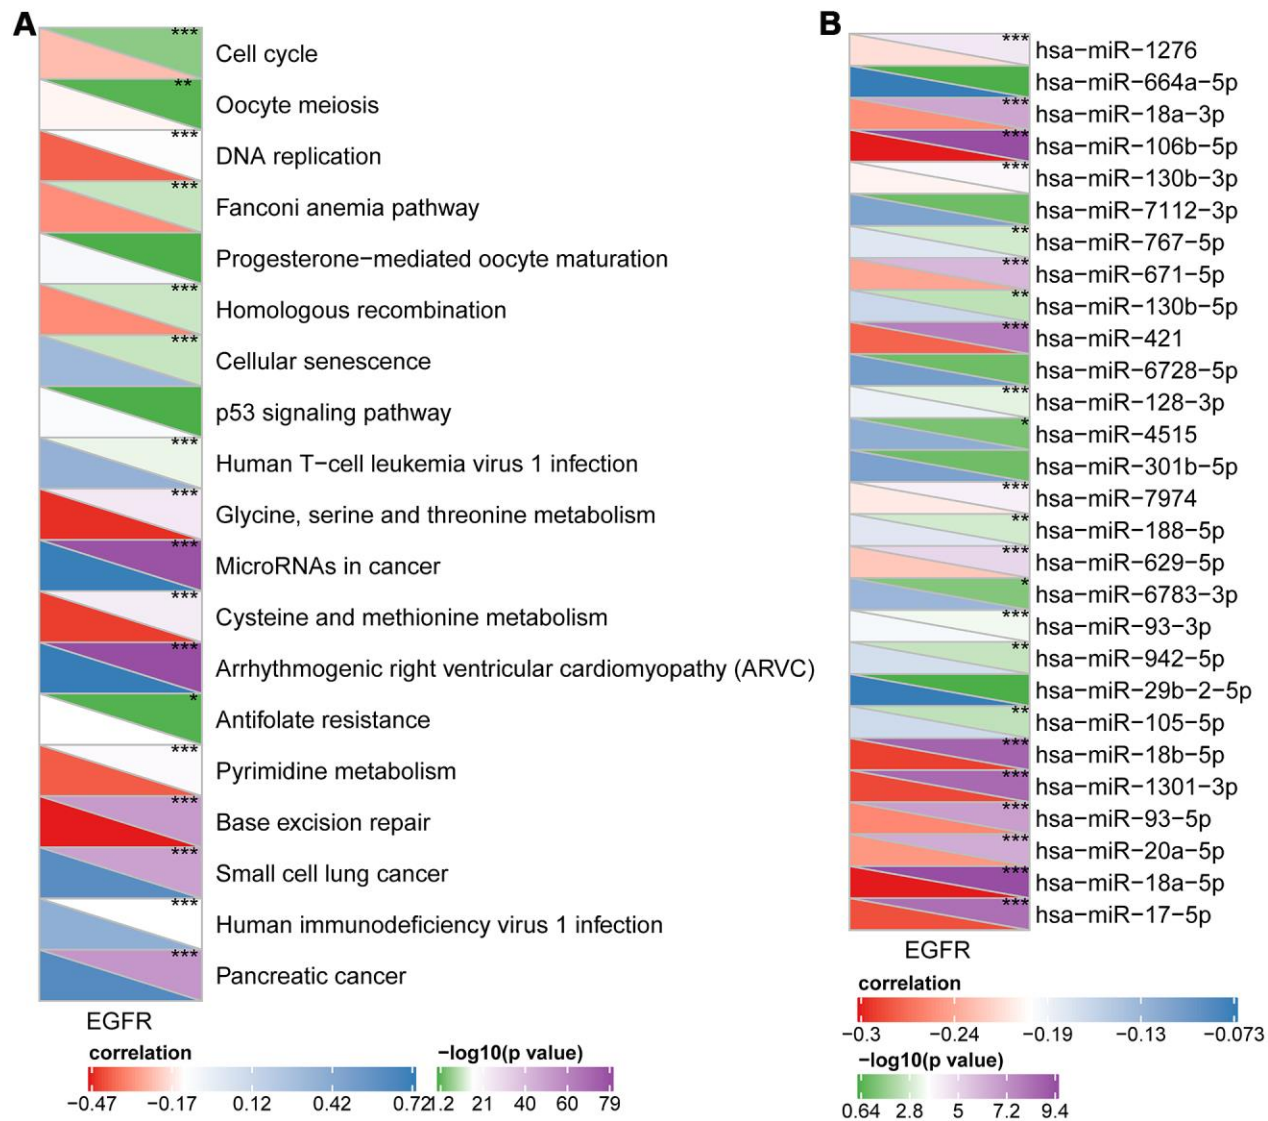 A
***
Cell cycle
**
Oocyte meiosis
***
DNA replication
***
Fanconi anemia pathway
Progesterone−mediated oocyte maturation
***
Homologous recombination
***
Cellular senescence
p53 signaling pathway
***
Human T−cell leukemia virus 1 infection
***
Glycine, serine and threonine metabolism
***
MicroRNAs in cancer
***
Cysteine and methionine metabolism
***
Arrhythmogenic right ventricular cardiomyopathy (ARVC)
*
Antifolate resistance
***
Pyrimidine metabolism
***
Base excision repair
***
Small cell lung cancer
***
Human immunodeficiency virus 1 infection
***
Pancreatic cancer
EGFR
correlation
−0.47 −0.17 0.12 0.42 0.72
−log10(p value)
1.2 21 40 60 79
B
***
hsa−miR−1276
hsa−miR−664a−5p
***
hsa−miR−18a−3p
***
hsa−miR−106b−5p
***
hsa−miR−130b−3p
hsa−miR−7112−3p
**
hsa−miR−767−5p
***
hsa−miR−671−5p
**
hsa−miR−130b−5p
***
hsa−miR−421
hsa−miR−6728−5p
***
hsa−miR−128−3p
*
hsa−miR−4515
hsa−miR−301b−5p
***
hsa−miR−7974
**
hsa−miR−188−5p
***
hsa−miR−629−5p
*
hsa−miR−6783−3p
***
hsa−miR−93−3p
**
hsa−miR−942−5p
hsa−miR−29b−2−5p
**
hsa−miR−105−5p
***
hsa−miR−18b−5p
***
hsa−miR−1301−3p
***
hsa−miR−93−5p
***
hsa−miR−20a−5p
***
hsa−miR−18a−5p
***
hsa−miR−17−5p
EGFR
correlation
−0.3 −0.24 −0.19 −0.13 −0.073
−log10(p value)
0.64 2.8 5 7.2 9.4